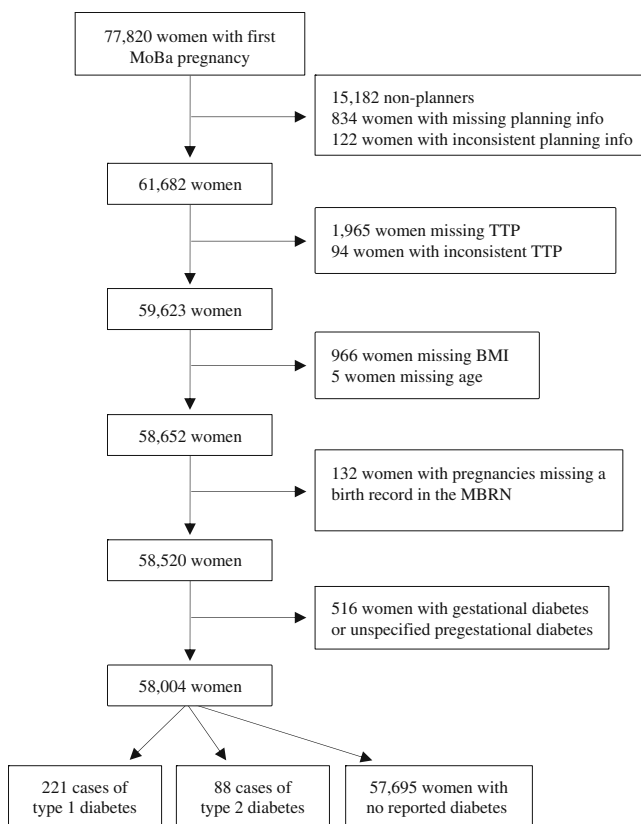 77,820 women with first
MoBa pregnancy
15,182 non-planners
834 women with missing planning info
122 women with inconsistent planning info
61,682 women
1,965 women missing TTP
94 women with inconsistent TTP
59,623 women
966 women missing BMI
5 women missing age
58,652 women
132 women with pregnancies missing a
birth record in the MBRN
58,520 women
516 women with gestational diabetes
or unspecified pregestational diabetes
58,004 women
221 cases of
type 1 diabetes
88 cases of
type 2 diabetes
57,695 women with
no reported diabetes